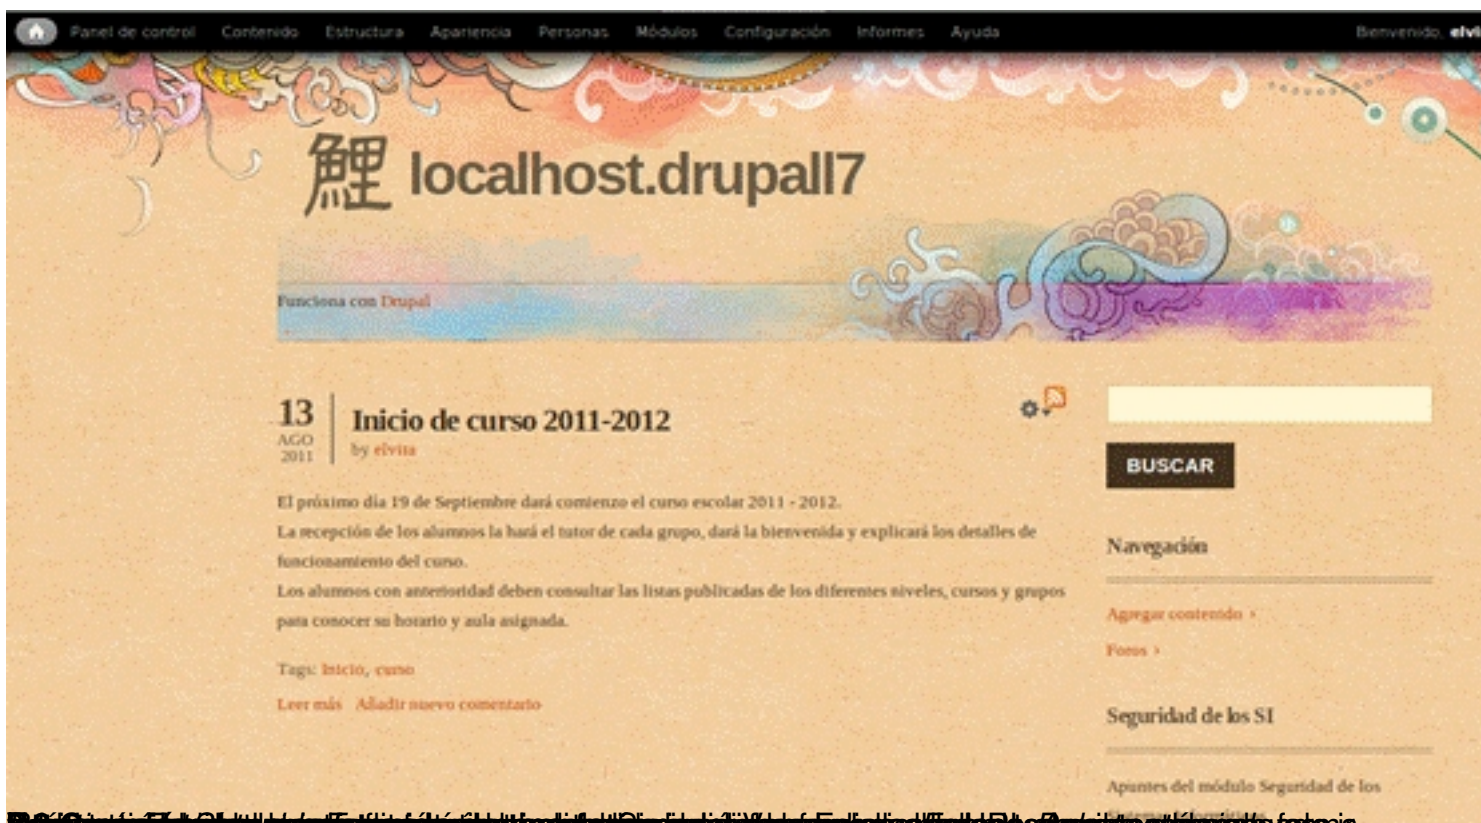 Panel de control Contenido Estructura Apariencia Personas Módulos Configuración Informes Ayuda Bienvenido, elvi
鯉 localhost.drupall7
Funciona con Drupal
13
AGO
2011
Inicio de curso 2011-2012
by elvita
El próximo día 19 de Septiembre dará comienzo el curso escolar 2011 - 2012.
La recepción de los alumnos la hará el tutor de cada grupo, dará la bienvenida y explicará los detalles de
funcionamiento del curso.
Los alumnos con anterioridad deben consultar las listas publicadas de los diferentes niveles, cursos y grupos
para conocer su horario y aula asignada.
Tags: Inicio, curso
Leer más Añadir nuevo comentario
BUSCAR
Navegación
Agregar contenido ›
Foros ›
Seguridad de los SI
Apuntes del módulo Seguridad de los